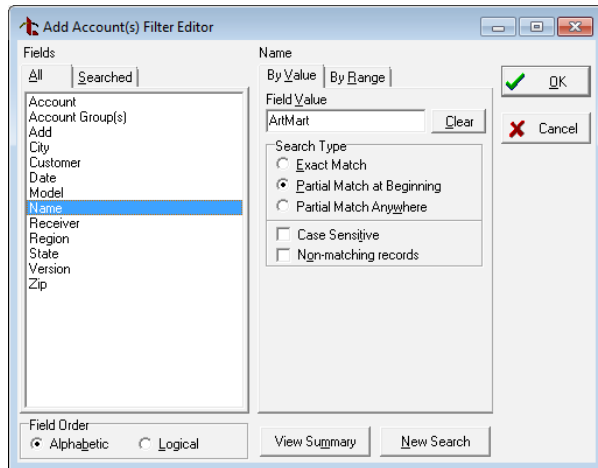 Add Account(s) Filter Editor
Fields
All
Searched
Account
Account Group(s)
Add
City
Customer
Date
Model
Name
Receiver
Region
State
Version
Zip
Field Order
Alphabetic
Logical
Name
By Value
By Range
Field Value
ArtMart
Clear
Search Type
Exact Match
Partial Match at Beginning
Partial Match Anywhere
Case Sensitive
Non-matching records
View Summary
New Search
OK
Cancel